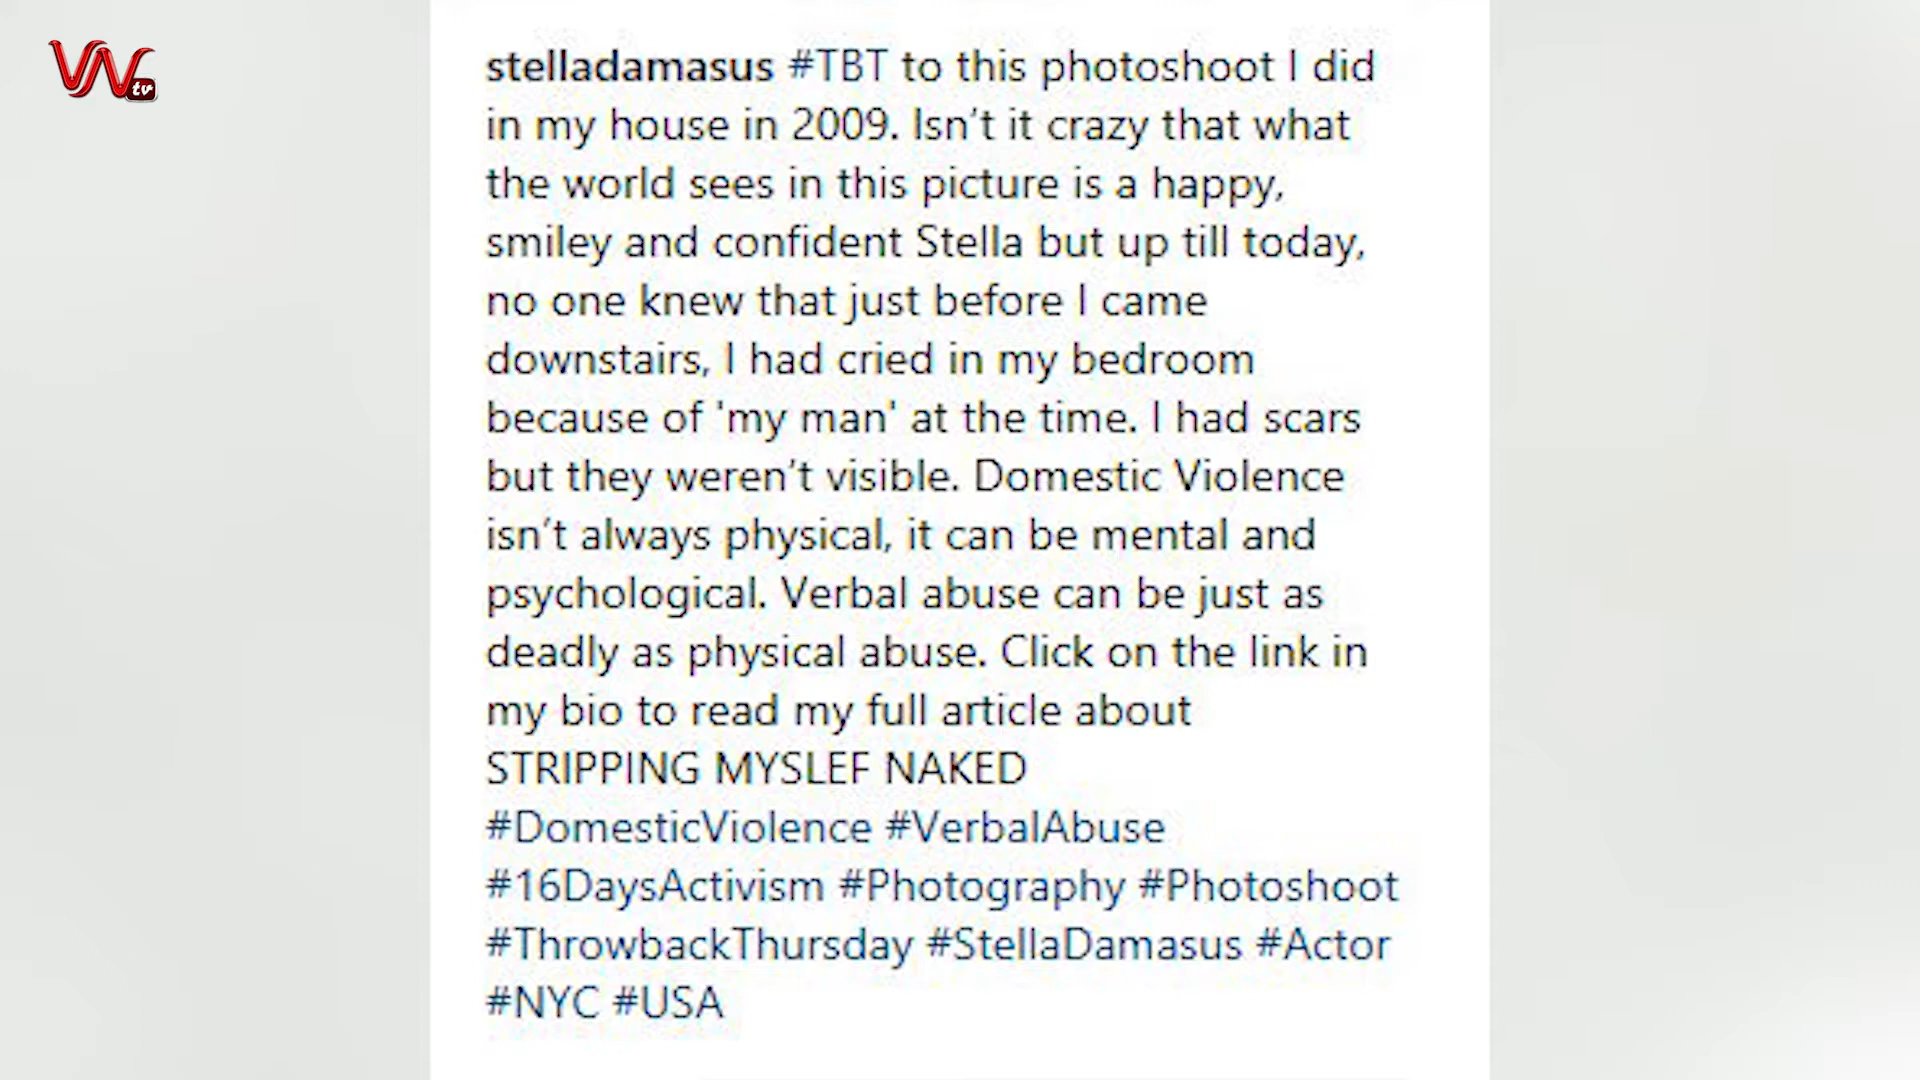 VVtv
stelladamasus #TBT to this photoshoot I did
in my house in 2009. Isn’t it crazy that what
the world sees in this picture is a happy,
smiley and confident Stella but up till today,
no one knew that just before I came
downstairs, I had cried in my bedroom
because of 'my man' at the time. I had scars
but they weren’t visible. Domestic Violence
isn’t always physical, it can be mental and
psychological. Verbal abuse can be just as
deadly as physical abuse. Click on the link in
my bio to read my full article about
STRIPPING MYSLEF NAKED
#DomesticViolence #VerbalAbuse
#16DaysActivism #Photography #Photoshoot
#ThrowbackThursday #StellaDamasus #Actor
#NYC #USA